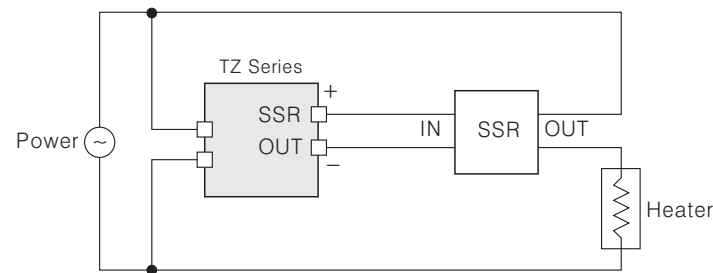 TZ Series
+
SSR
OUT
−
Power
~
IN
SSR
OUT
Heater